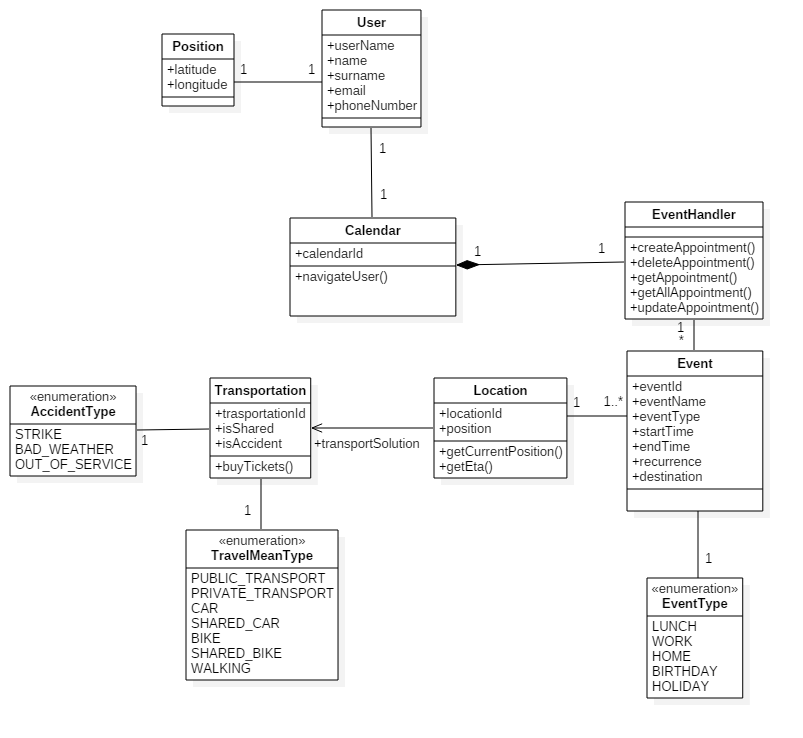 User
+userName
+name
+surname
+email
+phoneNumber
Position
+latitude
+longitude
1
1
1
1
Calendar
+calendarId
+navigateUser()
1
1
EventHandler
+createAppointment()
+deleteAppointment()
+getAppointment()
+getAllAppointment()
+updateAppointment()
1
*
Event
+eventId
+eventName
+eventType
+startTime
+endTime
+recurrence
+destination
1
1..*
Location
+locationId
+position
+getCurrentPosition()
+getEta()
+transportSolution
Transportation
+trasportationId
+isShared
+isAccident
+buyTickets()
1
«enumeration»
AccidentType
STRIKE
BAD_WEATHER
OUT_OF_SERVICE
1
«enumeration»
TravelMeanType
PUBLIC_TRANSPORT
PRIVATE_TRANSPORT
CAR
SHARED_CAR
BIKE
SHARED_BIKE
WALKING
1
«enumeration»
EventType
LUNCH
WORK
HOME
BIRTHDAY
HOLIDAY